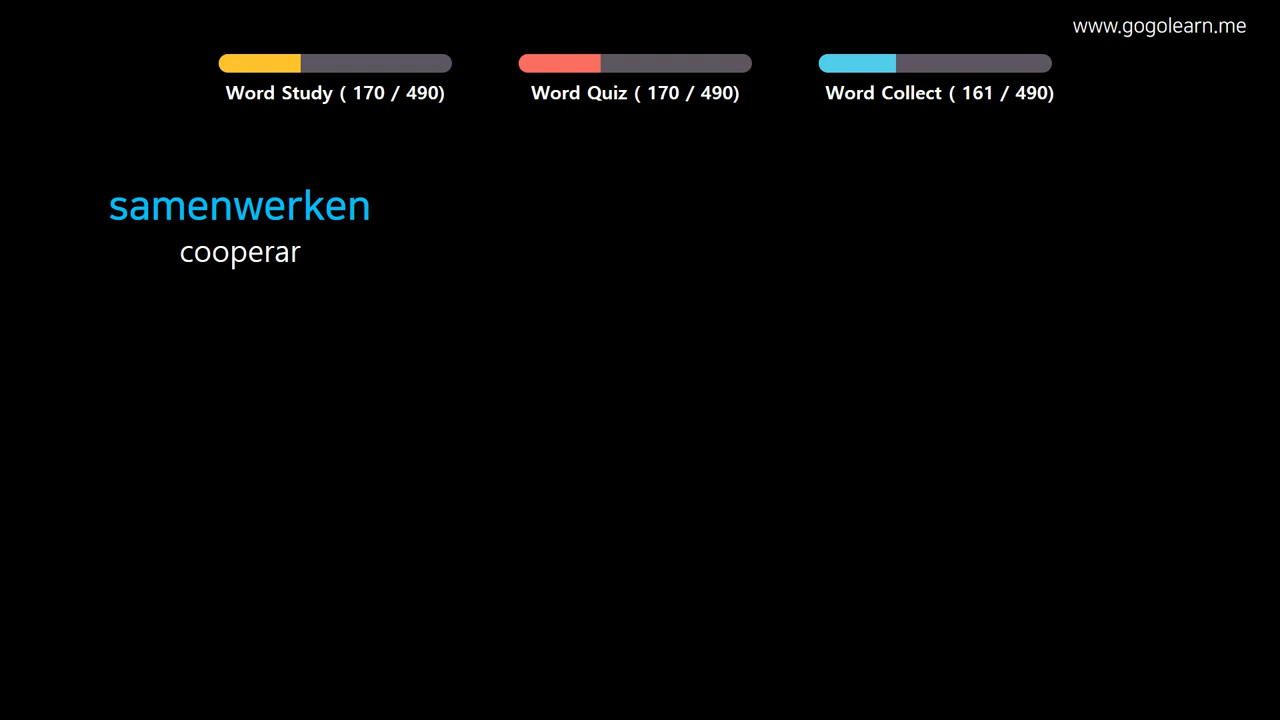 www.gogolearn.me
Word Study ( 170 / 490)
Word Quiz ( 170 / 490)
Word Collect ( 161 / 490)
samenwerken
cooperar